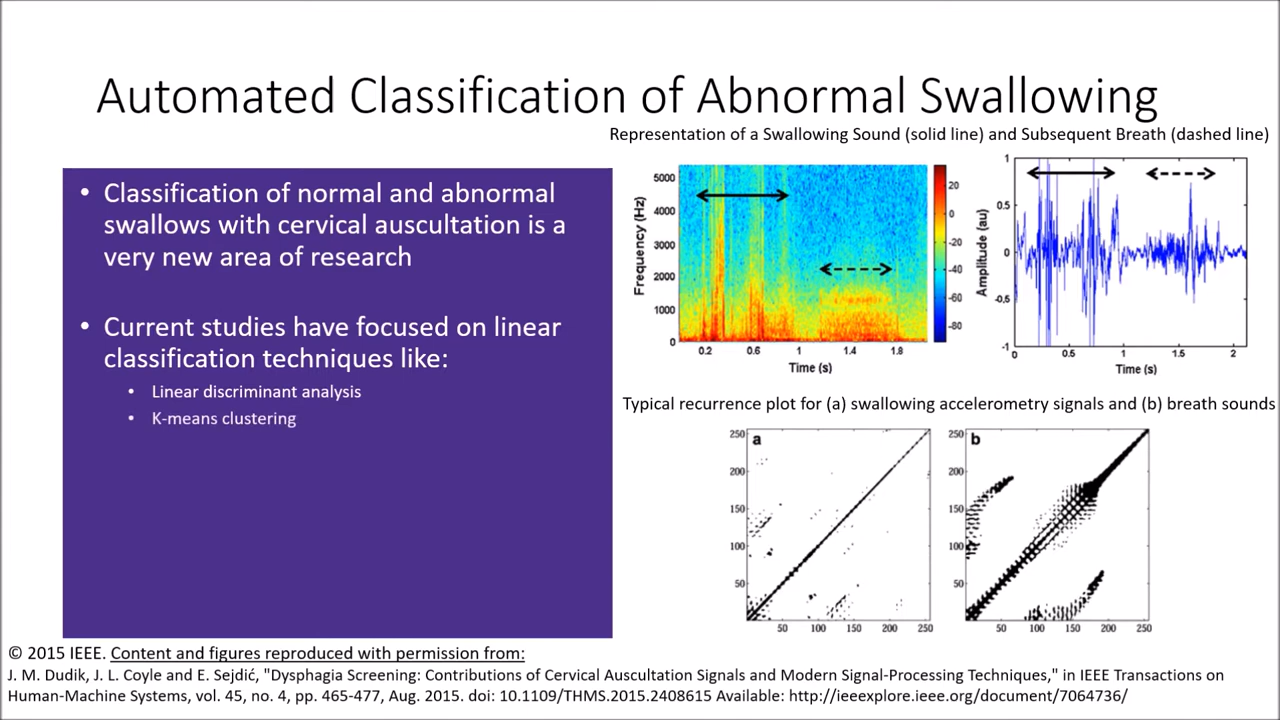 Automated Classification of Abnormal Swallowing
Representation of a Swallowing Sound (solid line) and Subsequent Breath (dashed line)
• Classification of normal and abnormal
swallows with cervical auscultation is a
very new area of research
• Current studies have focused on linear
classification techniques like:
• Linear discriminant analysis
• K-means clustering
Frequency (Hz)
5000
4000
3000
2000
1000
0
0.2 0.6 1 1.4 1.8
Time (s)
20
0
-20
-40
-60
-80
Amplitude (au)
1
0.5
0
-0.5
-1
0 0.5 1 1.5 2
Time (s)
Typical recurrence plot for (a) swallowing accelerometry signals and (b) breath sounds
a
250
200
150
100
50
50 100 150 200 250
b
250
200
150
100
50
50 100 150 200 250
© 2015 IEEE. Content and figures reproduced with permission from:
J. M. Dudik, J. L. Coyle and E. Sejdić, "Dysphagia Screening: Contributions of Cervical Auscultation Signals and Modern Signal-Processing Techniques," in IEEE Transactions on
Human-Machine Systems, vol. 45, no. 4, pp. 465-477, Aug. 2015. doi: 10.1109/THMS.2015.2408615 Available: http://ieeexplore.ieee.org/document/7064736/